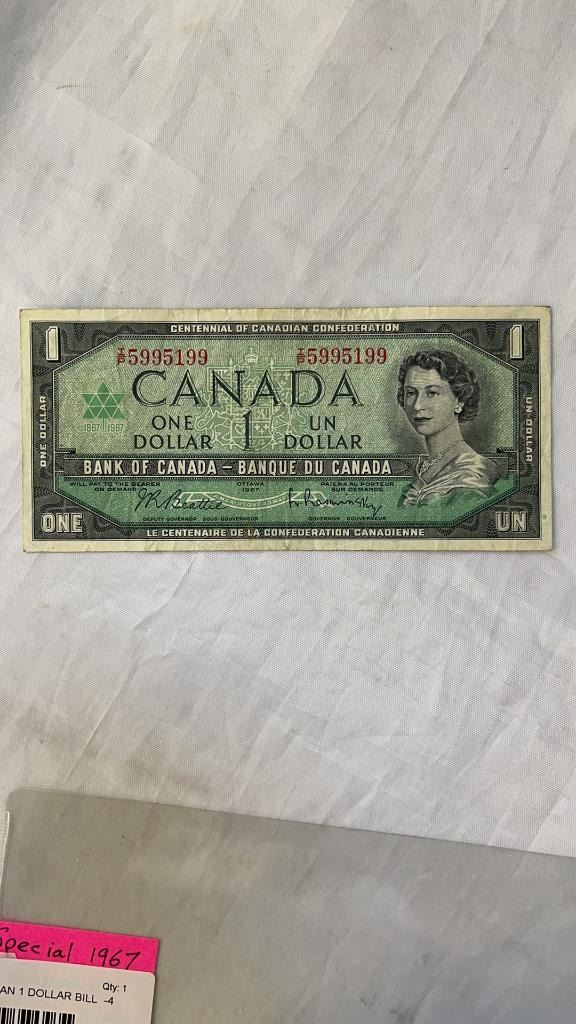 CENTENNIAL OF CANADIAN CONFEDERATION
1 1
I/P 5995199 I/P 5995199
CANADA
1867 1967
ONE 1 UN
DOLLAR DOLLAR
ONE DOLLAR
UN DOLLAR
BANK OF CANADA – BANQUE DU CANADA
WILL PAY TO THE BEARER OTTAWA PAIERA AU PORTEUR
ON DEMAND 1967 SUR DEMANDE
J.R. Beattie L. Rasminsky
DEPUTY GOVERNOR SOUS-GOUVERNEUR GOVERNOR GOUVERNEUR
ONE UN
LE CENTENAIRE DE LA CONFÉDÉRATION CANADIENNE
Special 1967
Qty: 1
AN 1 DOLLAR BILL -4